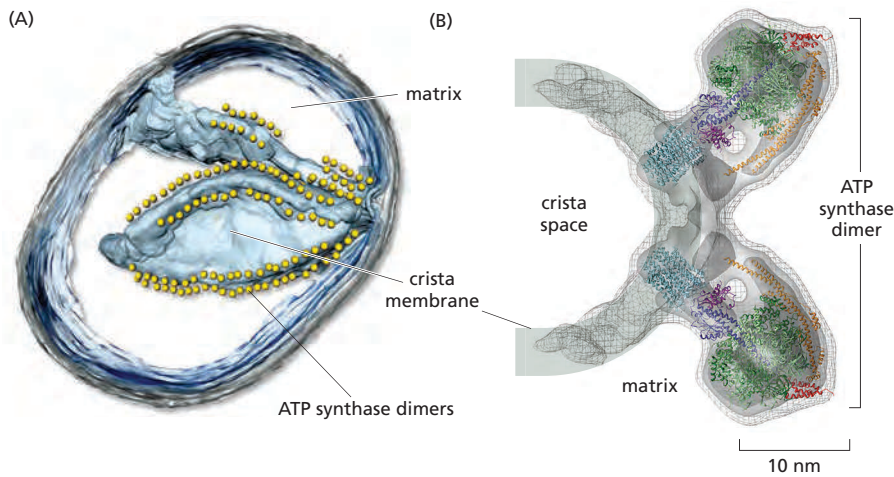 (A)
matrix
crista
membrane
ATP synthase dimers
(B)
crista
space
matrix
ATP
synthase
dimer
10 nm